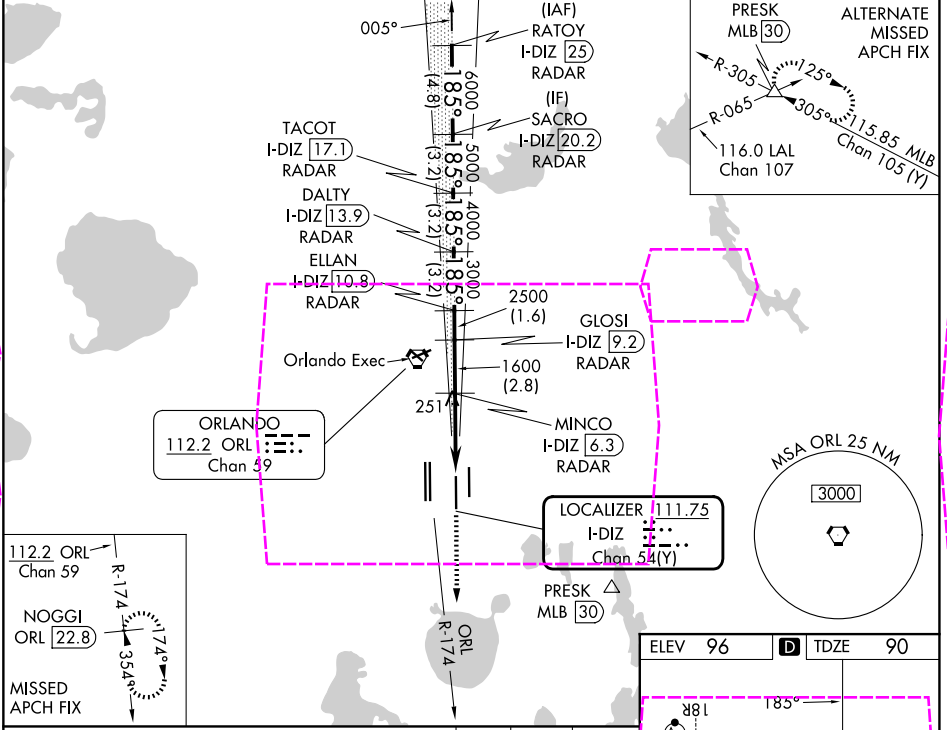 005°
(IAF)
RATOY
I-DIZ 25
RADAR
6000
185°
(4.8)
(IF)
SACRO
I-DIZ 20.2
RADAR
5000
185°
(3.2)
TACOT
I-DIZ 17.1
RADAR
4000
185°
(3.2)
DALTY
I-DIZ 13.9
RADAR
3000
185°
(3.2)
ELLAN
I-DIZ 10.8
RADAR
2500
(1.6)
GLOSI
I-DIZ 9.2
RADAR
1600
(2.8)
Orlando Exec
251
MINCO
I-DIZ 6.3
RADAR
ORLANDO
112.2 ORL
Chan 59
LOCALIZER 111.75
I-DIZ
Chan 54(Y)
PRESK
MLB 30
ORL
R-174
PRESK
MLB 30
ALTERNATE
MISSED
APCH FIX
R-305
125°
R-065
305°
115.85 MLB
Chan 105 (Y)
116.0 LAL
Chan 107
MSA ORL 25 NM
3000
112.2 ORL
Chan 59
R-174
NOGGI
ORL 22.8
174°
354°
MISSED
APCH FIX
ELEV 96
D
TDZE 90
18R
185°